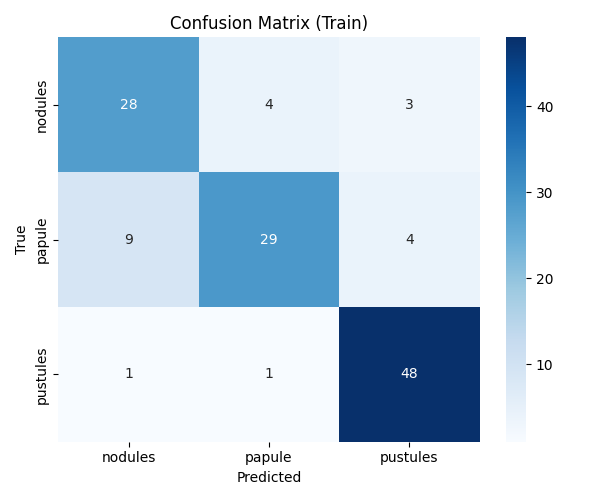 Confusion Matrix (Train)
nodules 28 4 3
papule 9 29 4
pustules 1 1 48
True
nodules papule pustules
Predicted
40
30
20
10